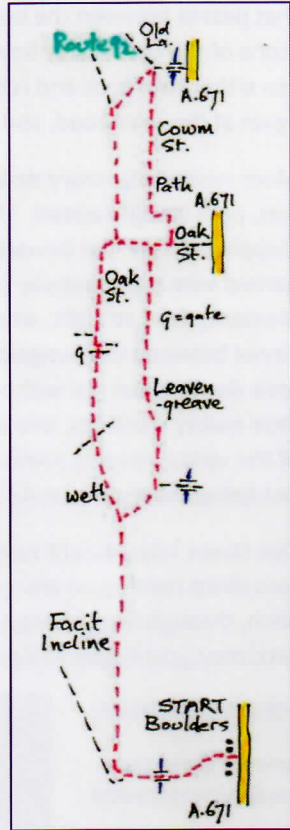 Old
La.
Route 92
A.671
Cowm
St.
Path
A.671
Oak
St.
Oak
St.
G=gate
G
Leaven
-greave
wet!
Facit
Incline
START
Boulders
A.671